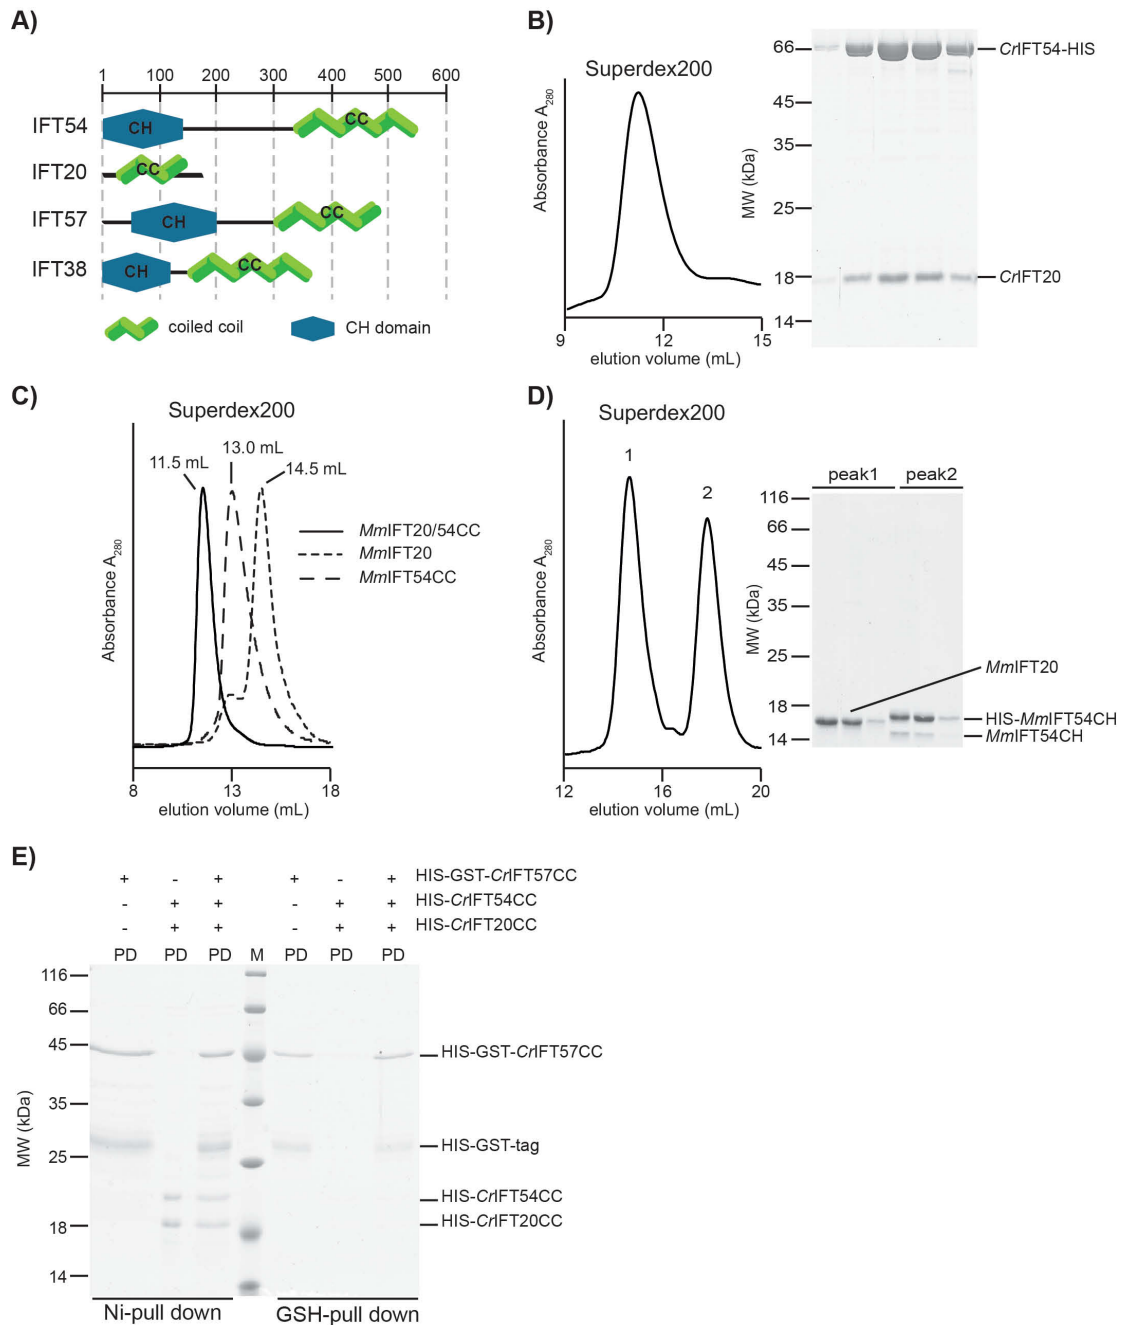 A)
1 100 200 300 400 500 600
IFT54 CH CC
IFT20 CC
IFT57 CH CC
IFT38 CH CC
coiled coil CH domain
B)
Superdex200
Absorbance A280
9 12 15
elution volume (mL)
MW (kDa)
66
45
35
25
18
14
CrIFT54-HIS
CrIFT20
C)
Superdex200
11.5 mL
13.0 mL
14.5 mL
MmIFT20/54CC
MmIFT20
MmIFT54CC
Absorbance A280
8 13 18
elution volume (mL)
D)
Superdex200
1
2
Absorbance A280
12 16 20
elution volume (mL)
peak1 peak2
MW (kDa)
116
66
45
35
25
18
14
MmIFT20
HIS-MmIFT54CH
MmIFT54CH
E)
+ - + + - + HIS-GST-CrIFT57CC
- + + - + + HIS-CrIFT54CC
- + + - + + HIS-CrIFT20CC
PD PD PD M PD PD PD
MW (kDa)
116
66
45
35
25
18
14
HIS-GST-CrIFT57CC
HIS-GST-tag
HIS-CrIFT54CC
HIS-CrIFT20CC
Ni-pull down GSH-pull down